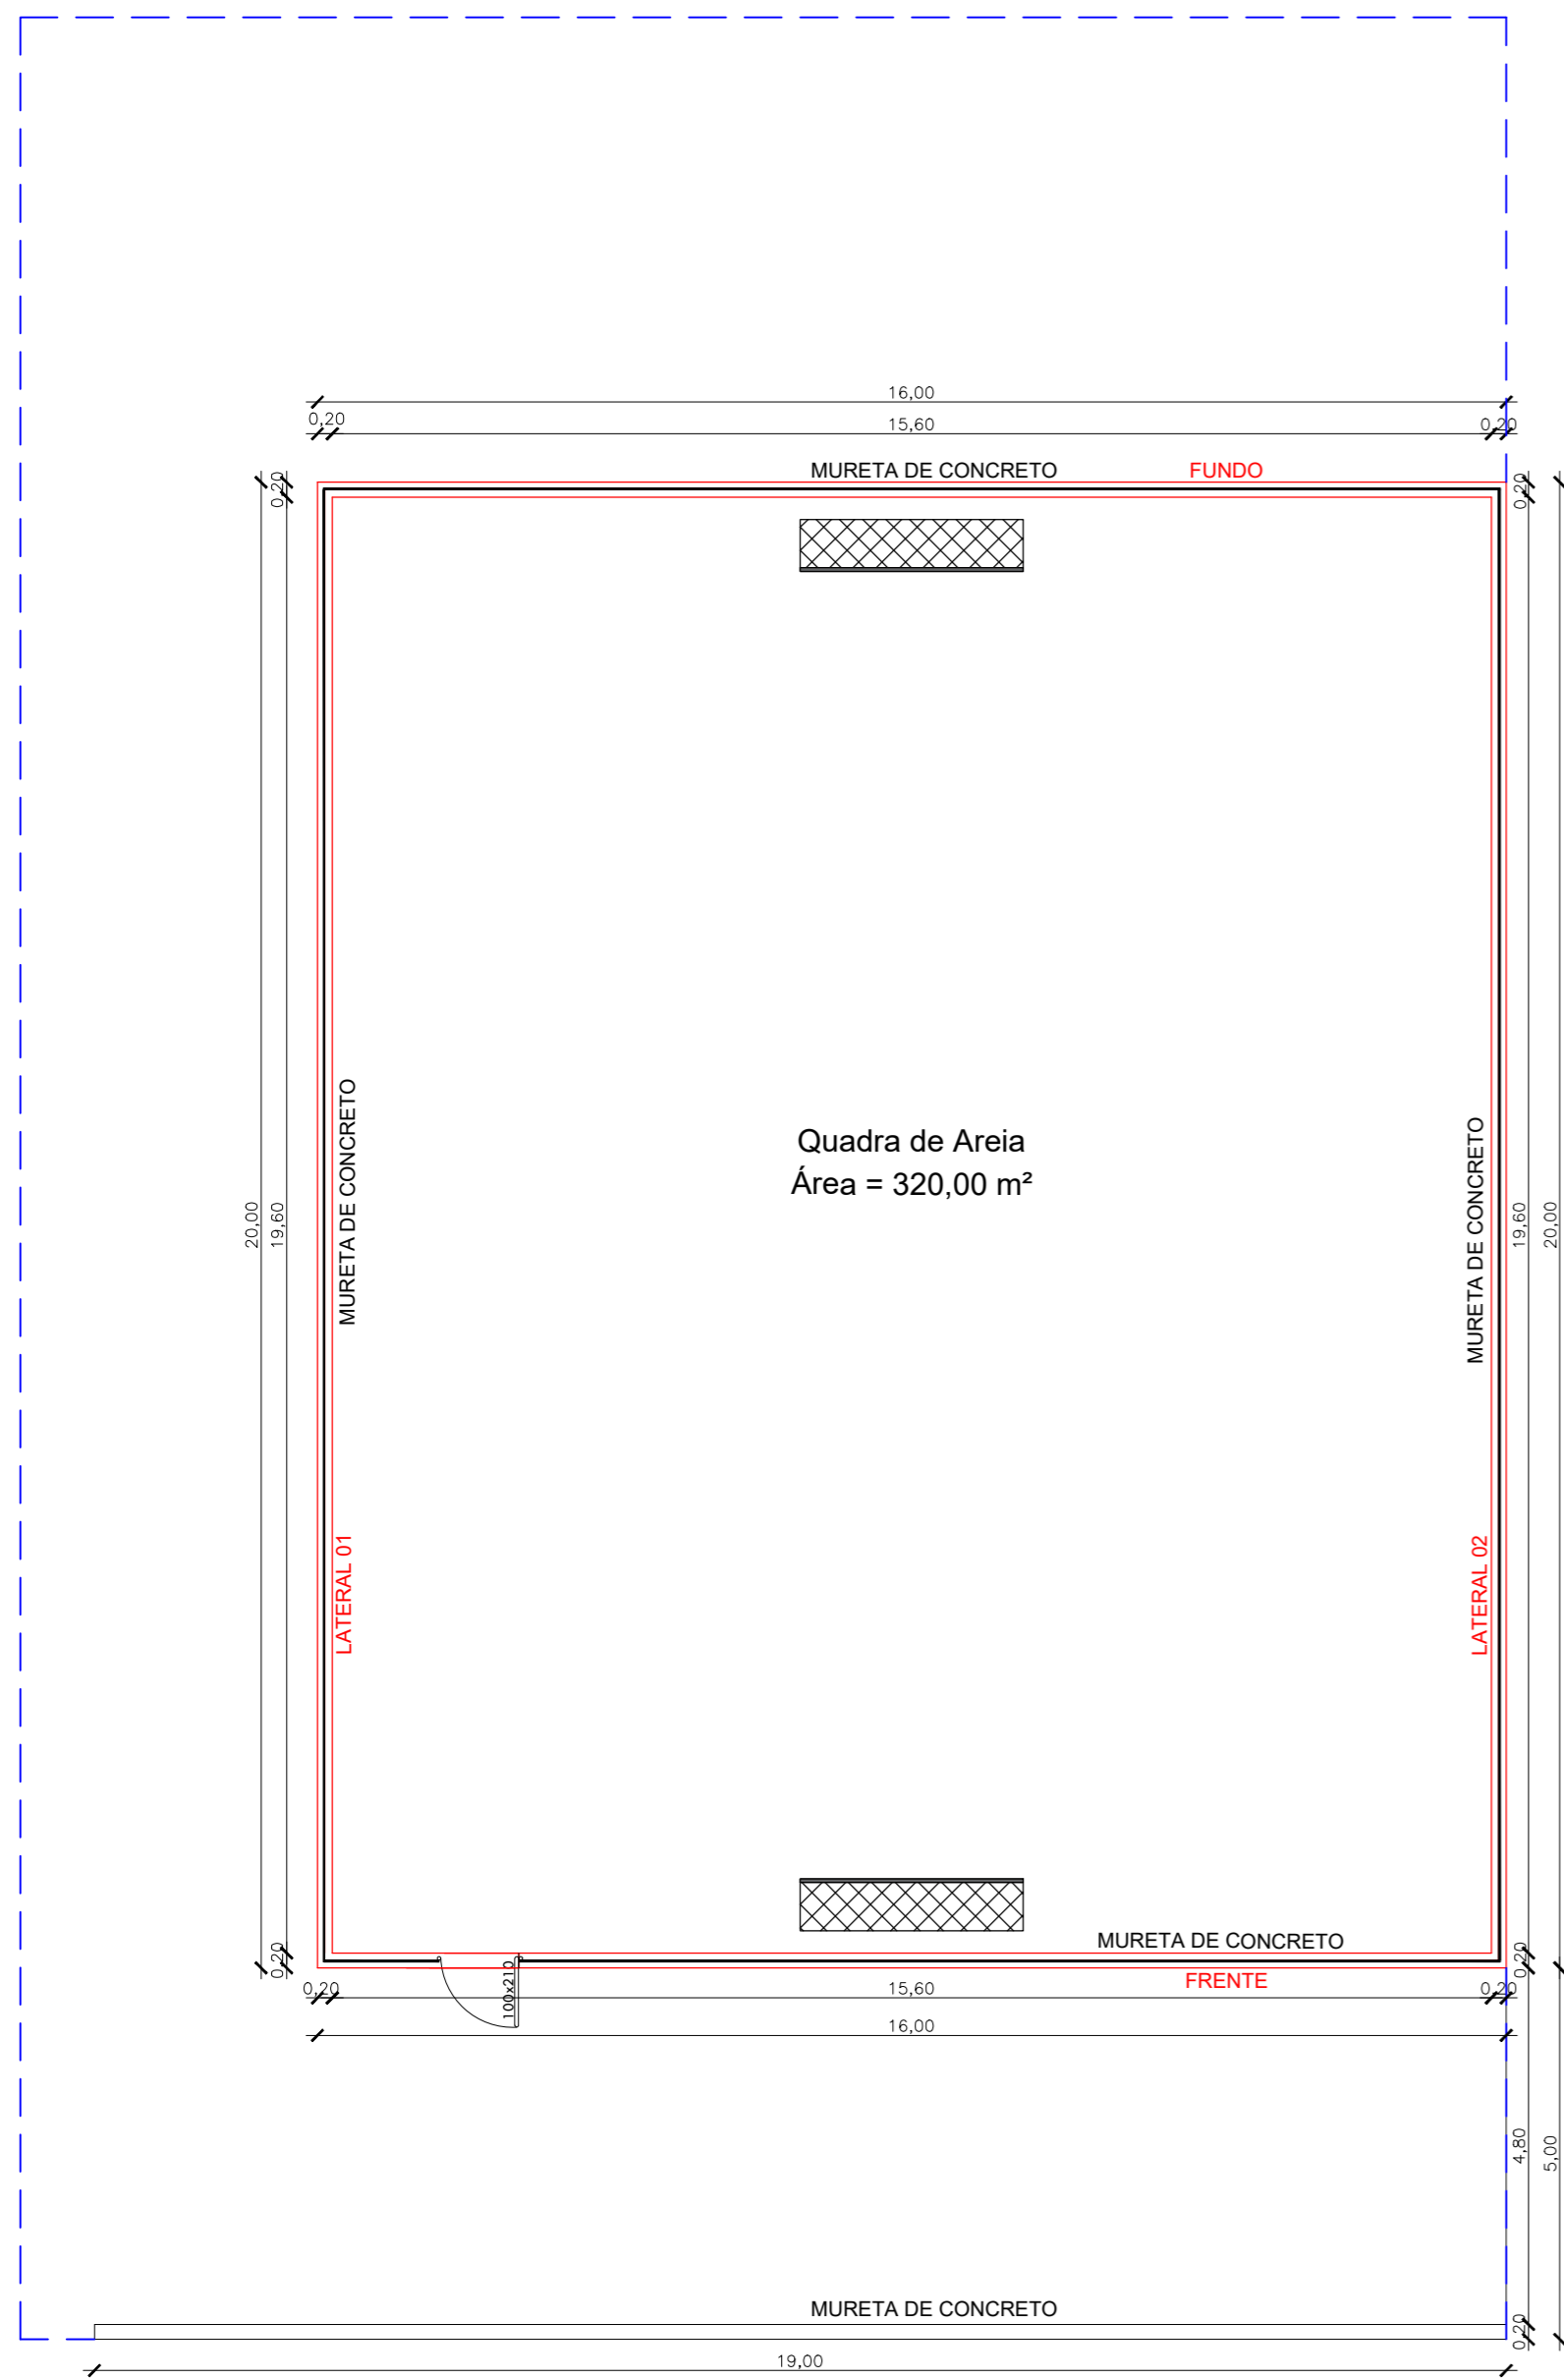 16,00
0,20
15,60
0,20
MURETA DE CONCRETO
FUNDO
0,20
0,20
0,20
0,20
MURETA DE CONCRETO
Quadra de Areia
Área = 320,00 m²
MURETA DE CONCRETO
20,00
19,60
19,60
20,00
LATERAL 01
LATERAL 02
MURETA DE CONCRETO
0,20
0,20
FRENTE
100x210
0,20
15,60
0,20
16,00
4,80
5,00
MURETA DE CONCRETO
0,20
19,00